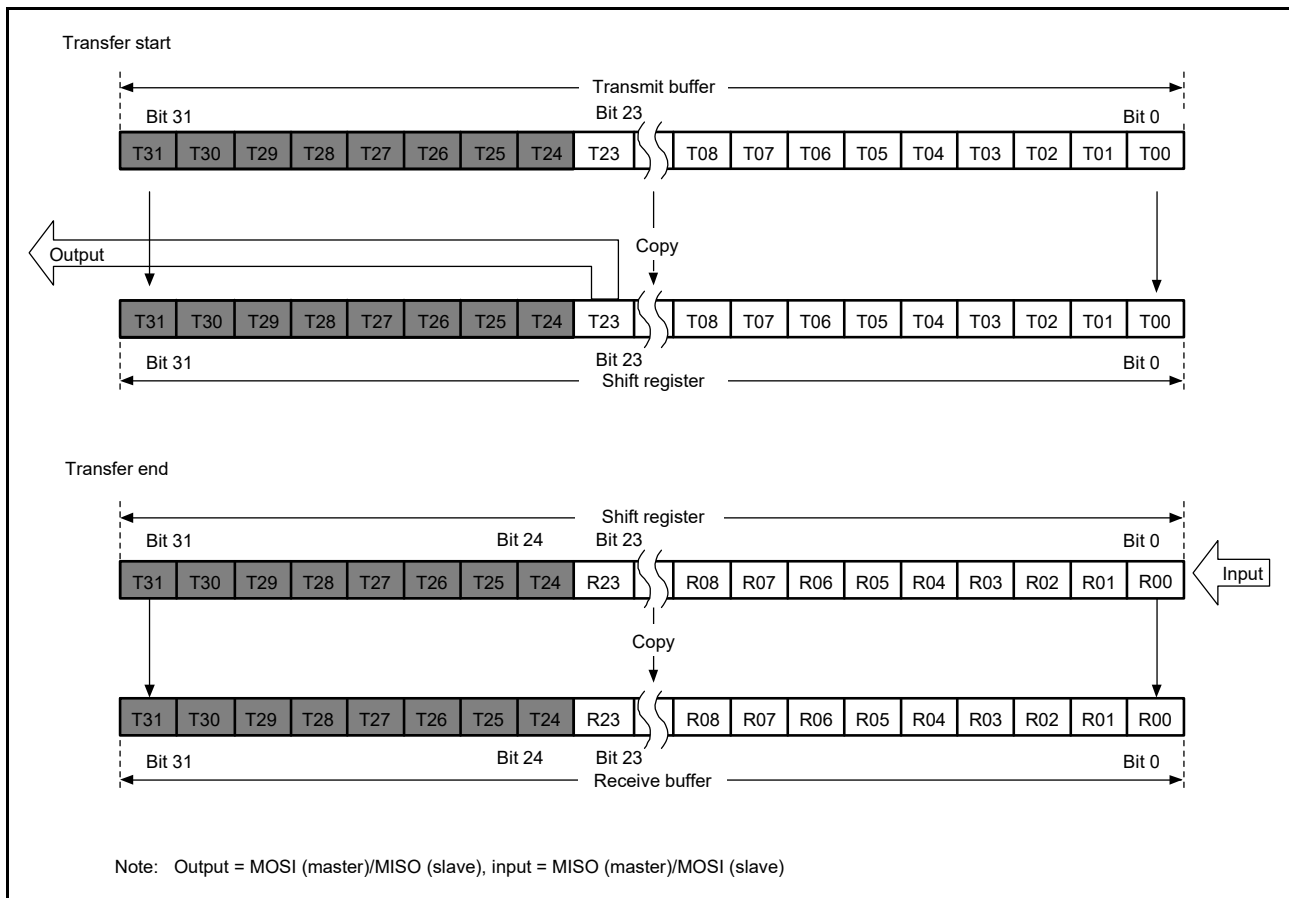 Transfer start
Transmit buffer
Bit 31 Bit 23 Bit 0
T31 T30 T29 T28 T27 T26 T25 T24 T23 T08 T07 T06 T05 T04 T03 T02 T01 T00
Output Copy
T31 T30 T29 T28 T27 T26 T25 T24 T23 T08 T07 T06 T05 T04 T03 T02 T01 T00
Bit 31 Bit 23 Bit 0
Shift register
Transfer end
Shift register
Bit 31 Bit 24 Bit 23 Bit 0
T31 T30 T29 T28 T27 T26 T25 T24 R23 R08 R07 R06 R05 R04 R03 R02 R01 R00 Input
Copy
T31 T30 T29 T28 T27 T26 T25 T24 R23 R08 R07 R06 R05 R04 R03 R02 R01 R00
Bit 31 Bit 24 Bit 23 Bit 0
Receive buffer
Note: Output = MOSI (master)/MISO (slave), input = MISO (master)/MOSI (slave)